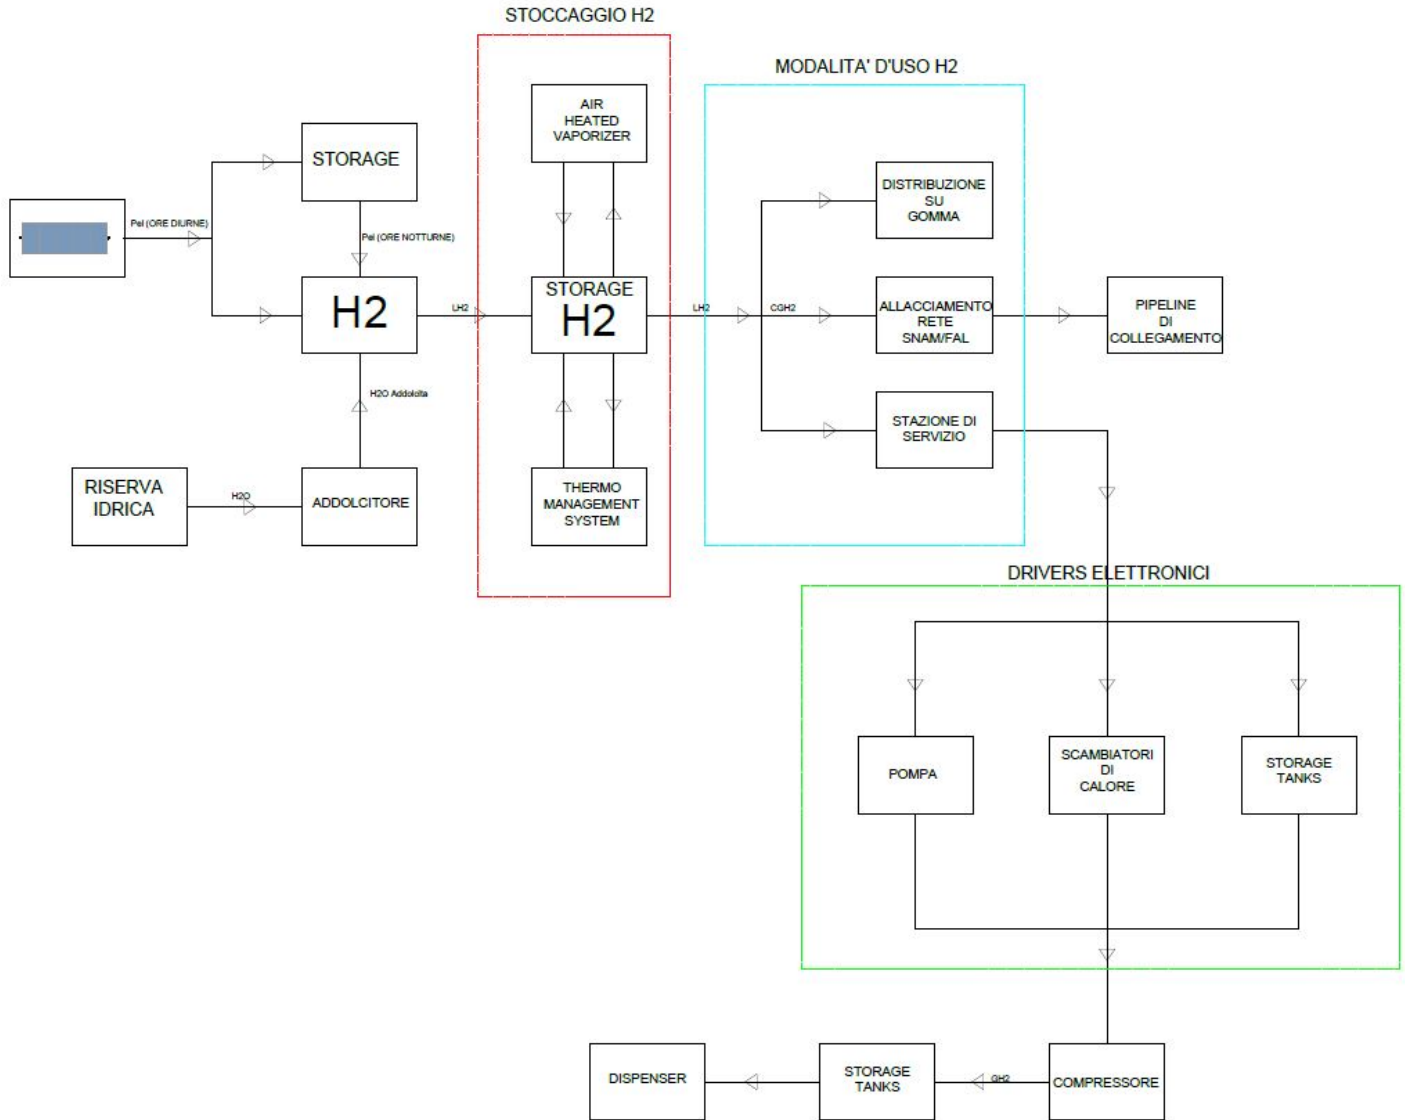 STOCCAGGIO H2
MODALITA' D'USO H2
AIR
HEATED
VAPORIZER
STORAGE
DISTRIBUZIONE
SU
GOMMA
Pel (ORE DIURNE)
Pel (ORE NOTTURNE)
H2
LH2
STORAGE
H2
LH2
CGH2
ALLACCIAMENTO
RETE
SNAM/FAL
PIPELINE
DI
COLLEGAMENTO
H2O Addolcita
STAZIONE DI
SERVIZIO
RISERVA
IDRICA
H2O
ADDOLCITORE
THERMO
MANAGEMENT
SYSTEM
DRIVERS ELETTRONICI
POMPA
SCAMBIATORI
DI
CALORE
STORAGE
TANKS
DISPENSER
STORAGE
TANKS
GH2
COMPRESSORE